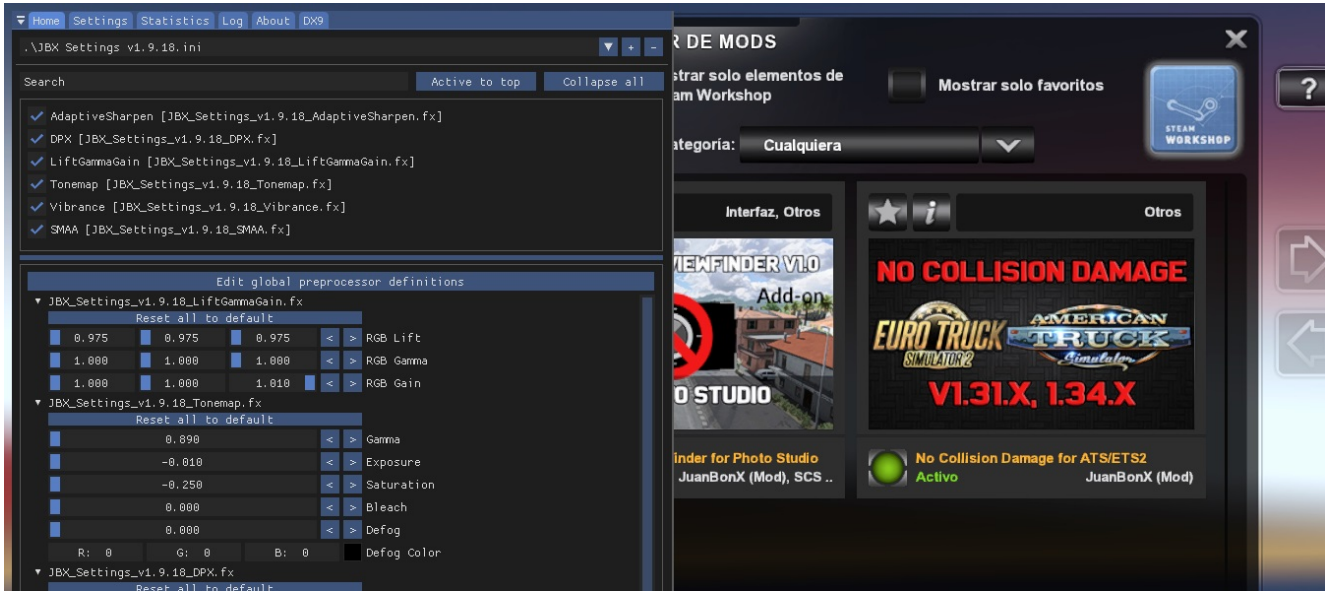 Home Settings Statistics Log About DX9
.\JBX Settings v1.9.18.ini
+ -
Search Active to top Collapse all
AdaptiveSharpen [JBX_Settings_v1.9.18_AdaptiveSharpen.fx]
DPX [JBX_Settings_v1.9.18_DPX.fx]
LiftGammaGain [JBX_Settings_v1.9.18_LiftGammaGain.fx]
Tonemap [JBX_Settings_v1.9.18_Tonemap.fx]
Vibrance [JBX_Settings_v1.9.18_Vibrance.fx]
SMAA [JBX_Settings_v1.9.18_SMAA.fx]
Edit global preprocessor definitions
JBX_Settings_v1.9.18_LiftGammaGain.fx
Reset all to default
0.975 0.975 0.975 < > RGB Lift
1.000 1.000 1.000 < > RGB Gamma
1.000 1.000 1.010 < > RGB Gain
JBX_Settings_v1.9.18_Tonemap.fx
Reset all to default
0.890 < > Gamma
-0.010 < > Exposure
-0.250 < > Saturation
0.000 < > Bleach
0.000 < > Defog
R: 0 G: 0 B: 0 Defog Color
JBX_Settings_v1.9.18_DPX.fx
Reset all to default
R DE MODS
strar solo elementos de
am Workshop
Mostrar solo favoritos
STEAM
WORKSHOP
?
ategoría: Cualquiera
Interfaz, Otros
VIEWFINDER V1.0
Add-on
O STUDIO
inder for Photo Studio
JuanBonX (Mod), SCS ..
i
Otros
NO COLLISION DAMAGE
EURO TRUCK
SIMULATOR 2
AMERICAN
TRUCK
Simulator
V1.31.X, 1.34.X
No Collision Damage for ATS/ETS2
Activo JuanBonX (Mod)